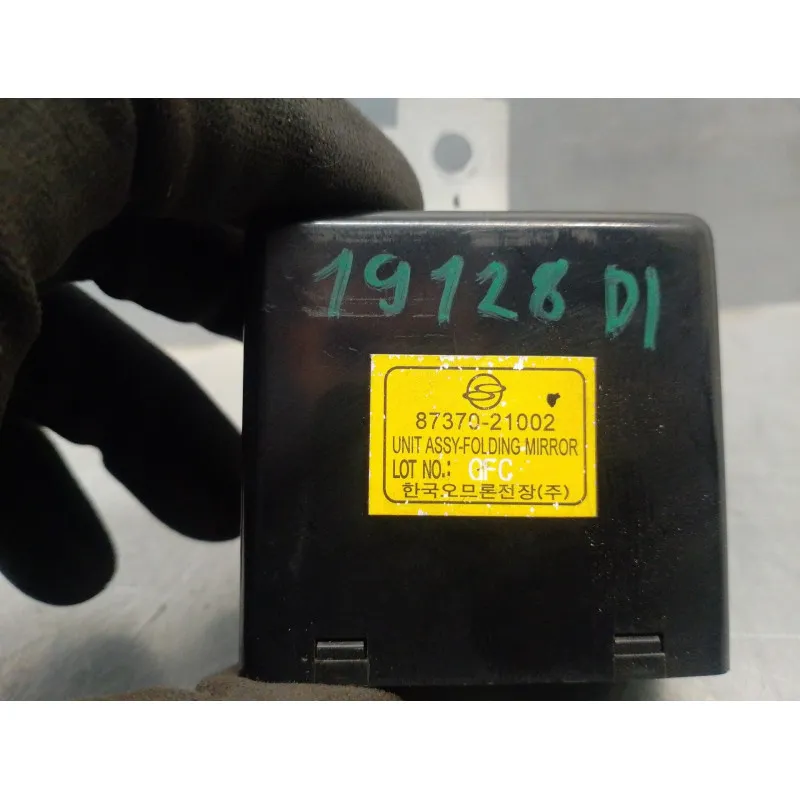 19128 DI
87370-21002
UNIT ASSY-FOLDING MIRROR
LOT NO.: QFC
한국오므론전장(주)